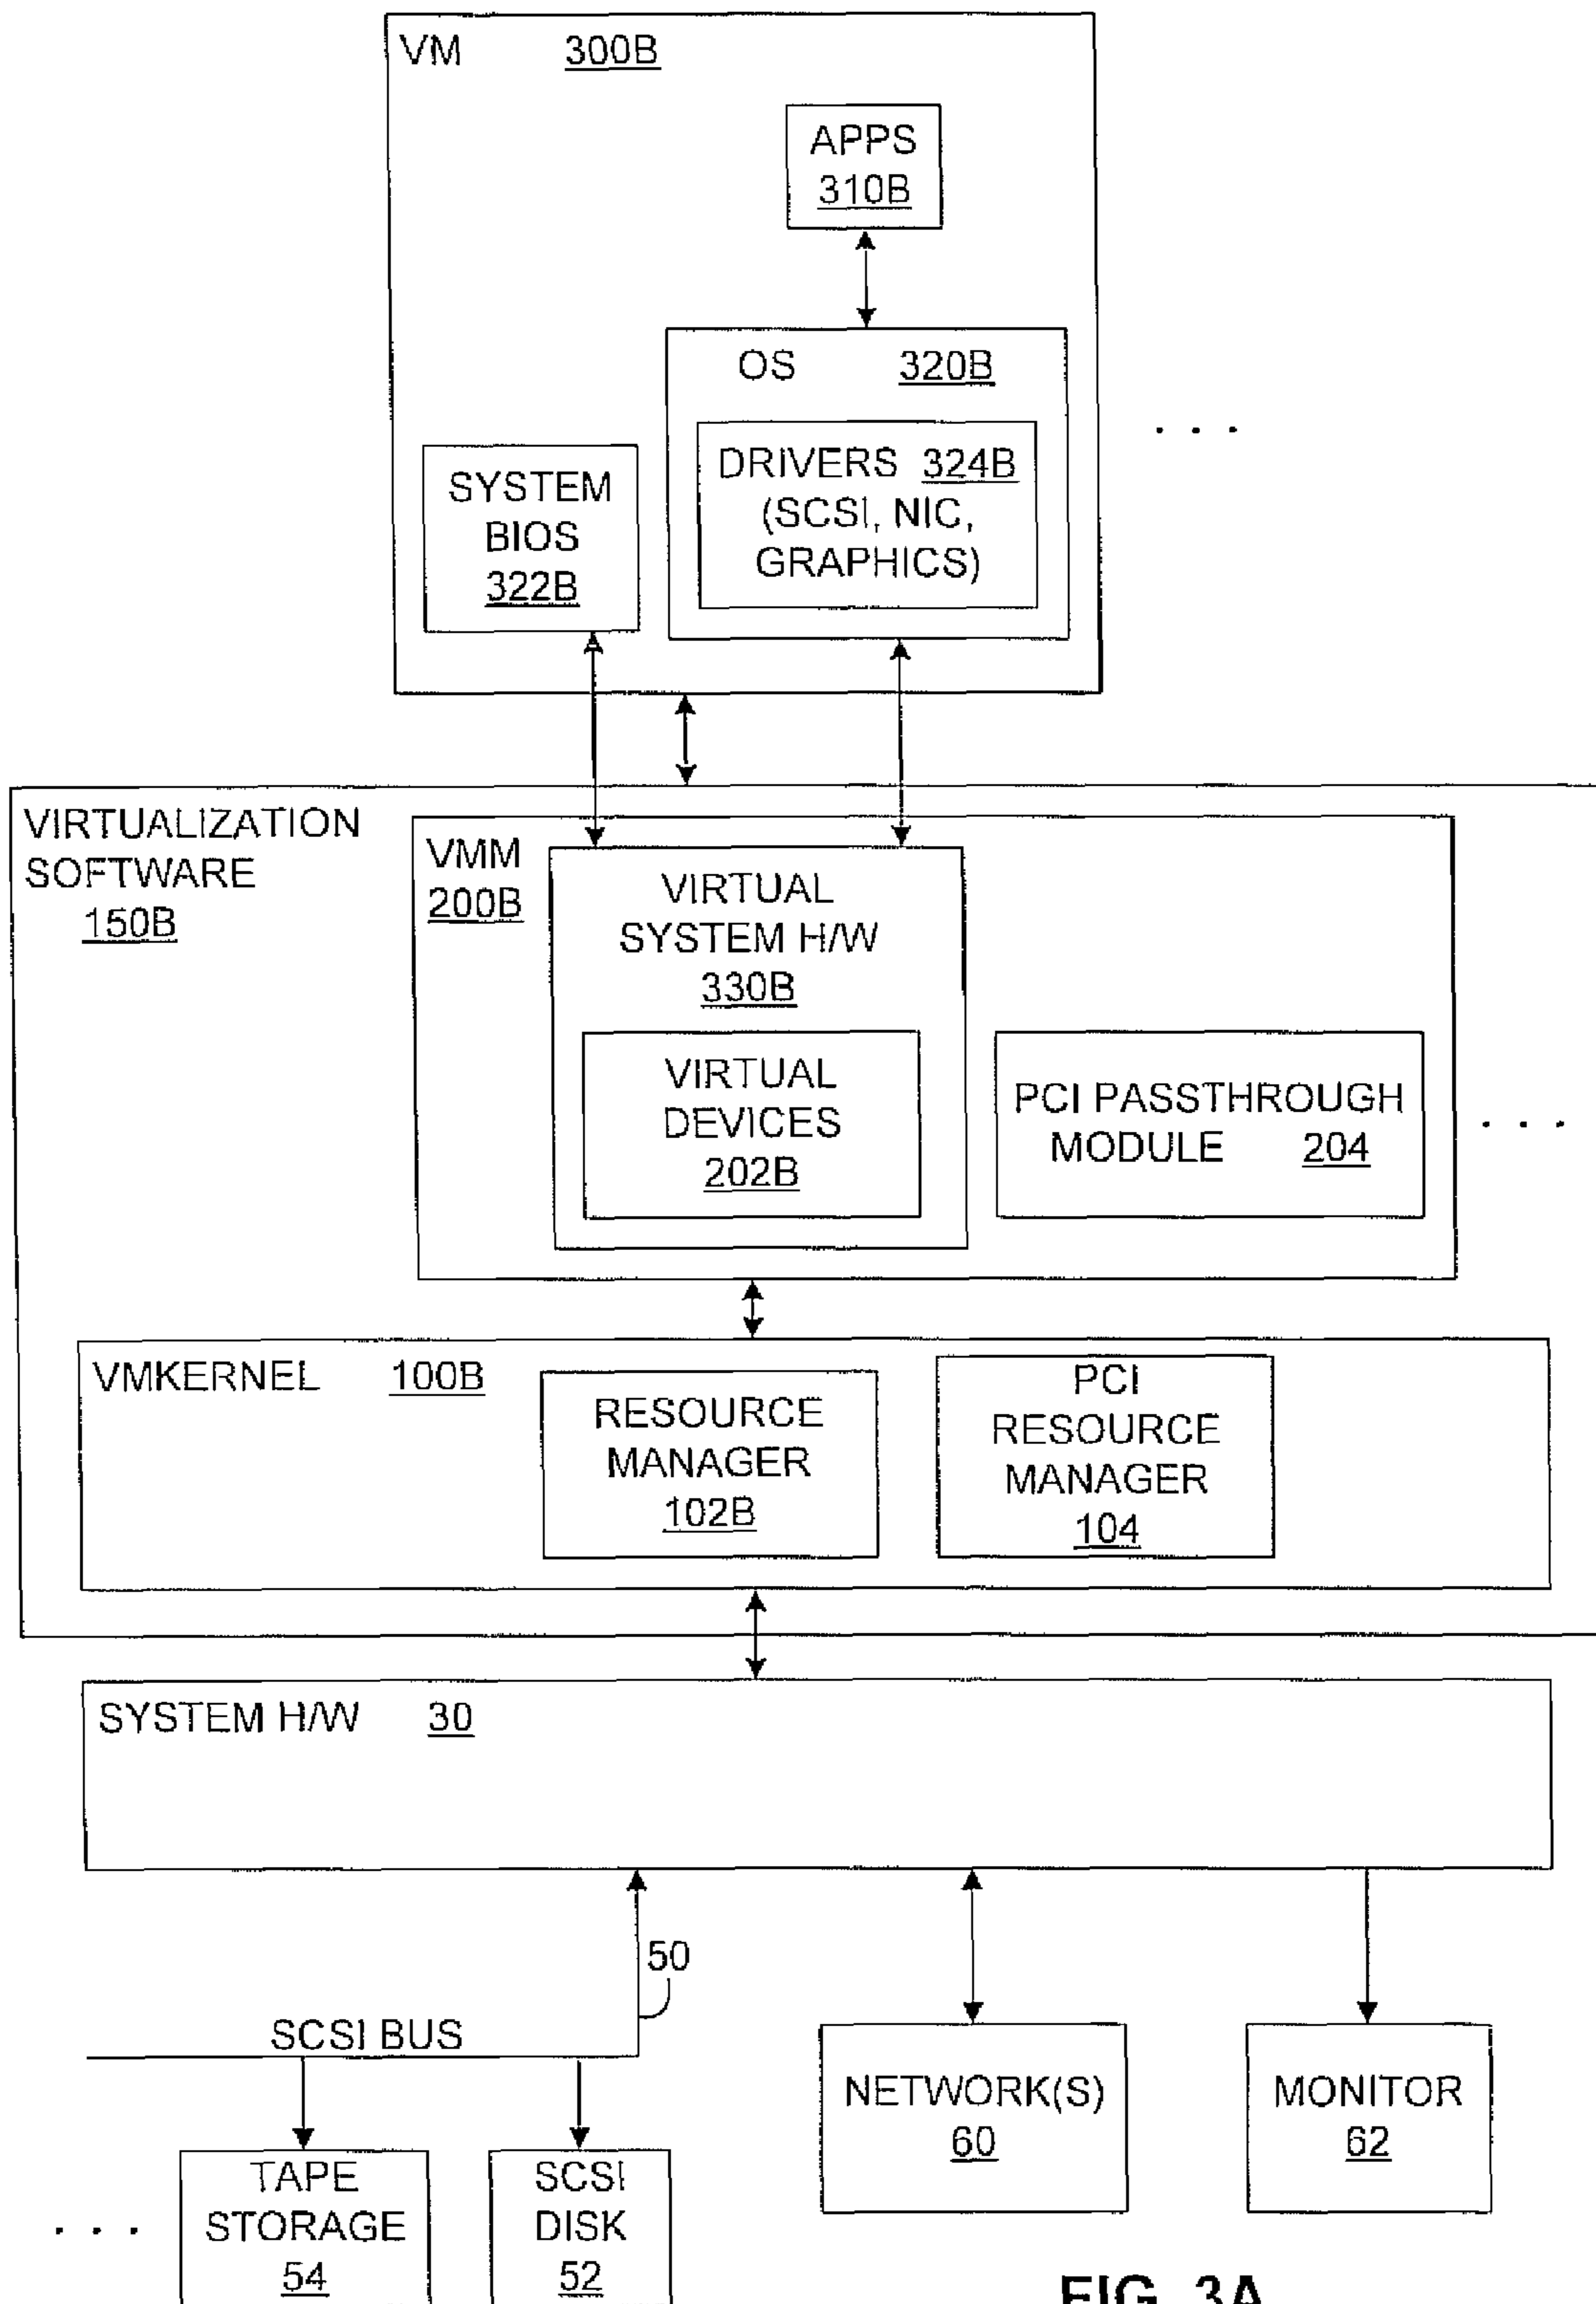 VM 300B
APPS
310B
OS 320B
DRIVERS 324B
(SCSI, NIC,
GRAPHICS)
SYSTEM
BIOS
322B
. . .
VIRTUALIZATION
SOFTWARE
150B
VMM
200B
VIRTUAL
SYSTEM H/W
330B
VIRTUAL
DEVICES
202B
PCI PASSTHROUGH
MODULE 204
. . .
VMKERNEL 100B
RESOURCE
MANAGER
102B
PCI
RESOURCE
MANAGER
104
SYSTEM H/W 30
50
SCSI BUS
NETWORK(S)
60
MONITOR
62
. . .
TAPE
STORAGE
54
SCSI
DISK
52
FIG. 3A